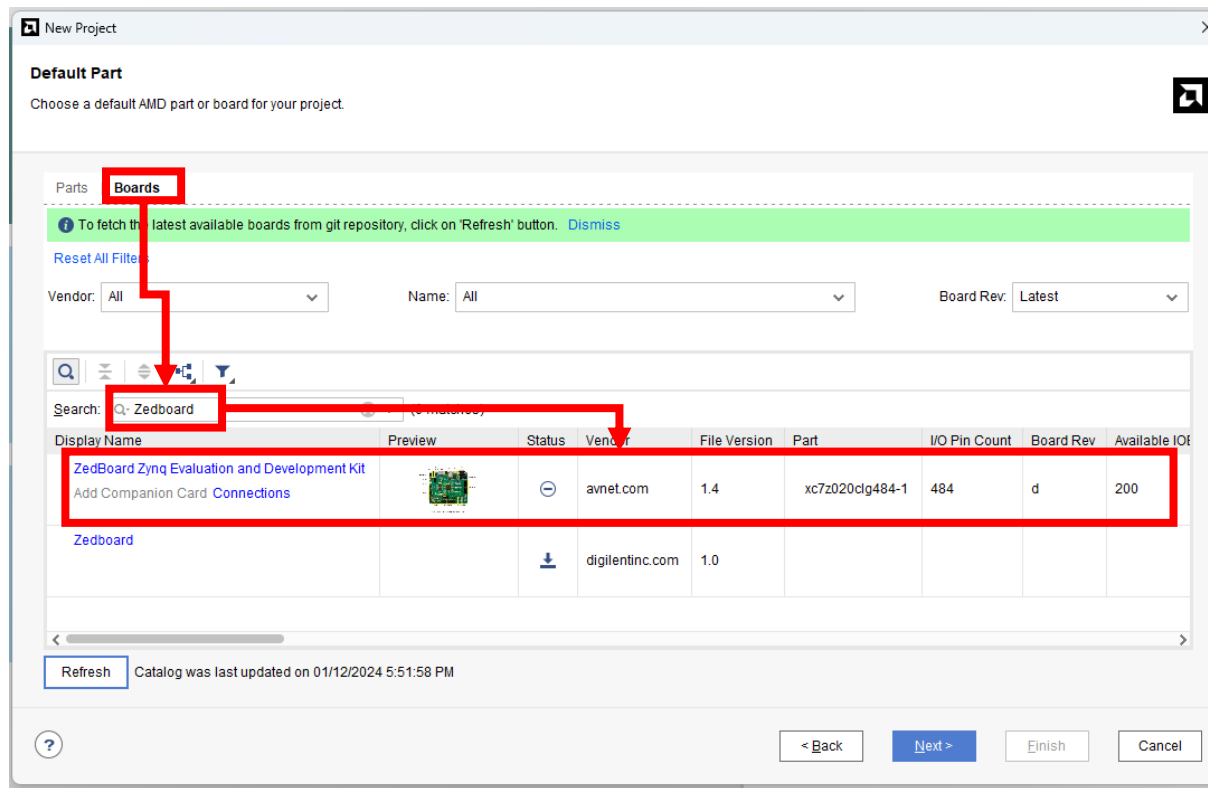 New Project
Default Part
Choose a default AMD part or board for your project.
Parts Boards
To fetch the latest available boards from git repository, click on 'Refresh' button. Dismiss
Reset All Filters
Vendor: All Name: All Board Rev: Latest
Search: Zedboard matches)
Display Name Preview Status Vendor File Version Part I/O Pin Count Board Rev Available IOB
ZedBoard Zynq Evaluation and Development Kit
Add Companion Card Connections avnet.com 1.4 xc7z020clg484-1 484 d 200
Zedboard digilentinc.com 1.0
Refresh Catalog was last updated on 01/12/2024 5:51:58 PM
? < Back Next > Finish Cancel